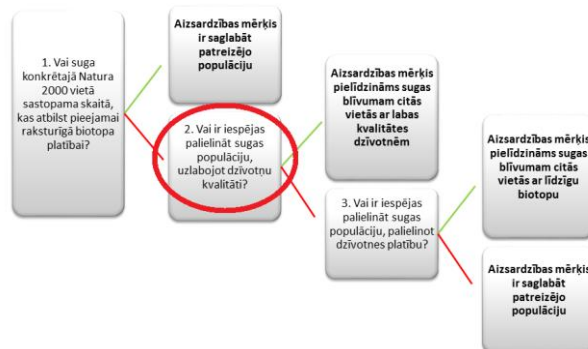 1. Vai suga
konkrētajā Natura
2000 vietā
sastopama skaitā,
kas atbilst pieejamai
raksturīgā biotopa
platībai?
Aizsardzības mērķis
ir saglabāt
patreizējo
populāciju
2. Vai ir iespējas
palielināt sugas
populāciju,
uzlabojot dzīvotņu
kvalitāti?
Aizsardzības mērķis
pielīdzināms sugas
blīvumam citās
vietās ar labas
kvalitātes
dzīvotnēm
3. Vai ir iespējas
palielināt sugas
populāciju, palielinot
dzīvotnes platību?
Aizsardzības mērķis
pielīdzināms sugas
blīvumam citās
vietās ar līdzīgu
biotopu
Aizsardzības mērķis
ir saglabāt
patreizējo
populāciju